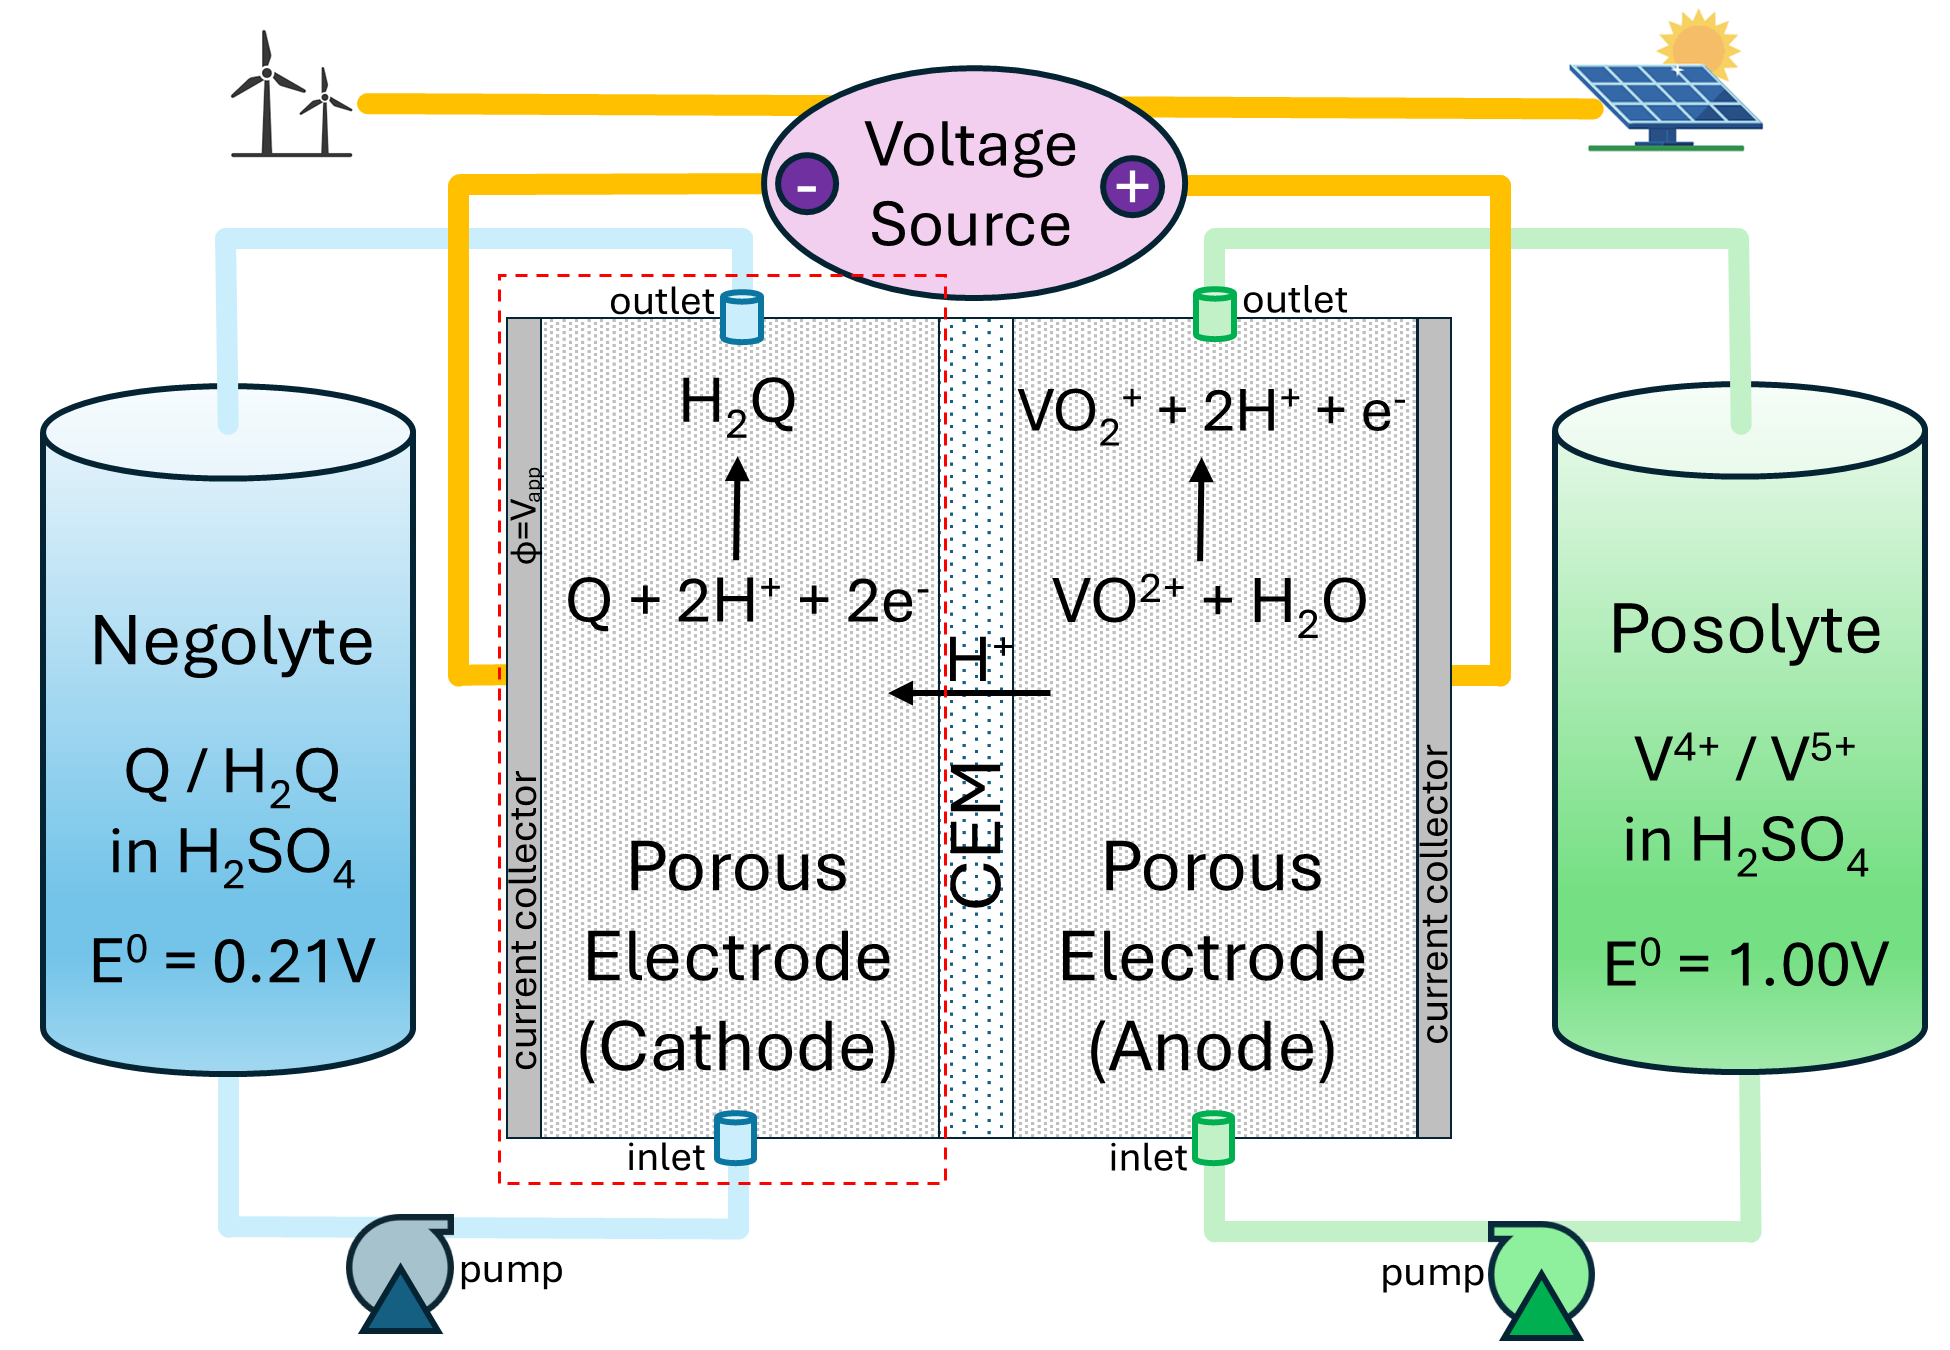 Voltage
Source
-
+
outlet
outlet
H₂Q
VO₂⁺ + 2H⁺ + e⁻
ϕ=Vₐₚₚ
Q + 2H⁺ + 2e⁻
VO²⁺ + H₂O
H⁺
Negolyte
Q / H₂Q
in H₂SO₄
E⁰ = 0.21V
current collector
Porous
Electrode
(Cathode)
CEM
Porous
Electrode
(Anode)
current collector
Posolyte
V⁴⁺ / V⁵⁺
in H₂SO₄
E⁰ = 1.00V
inlet
inlet
pump
pump